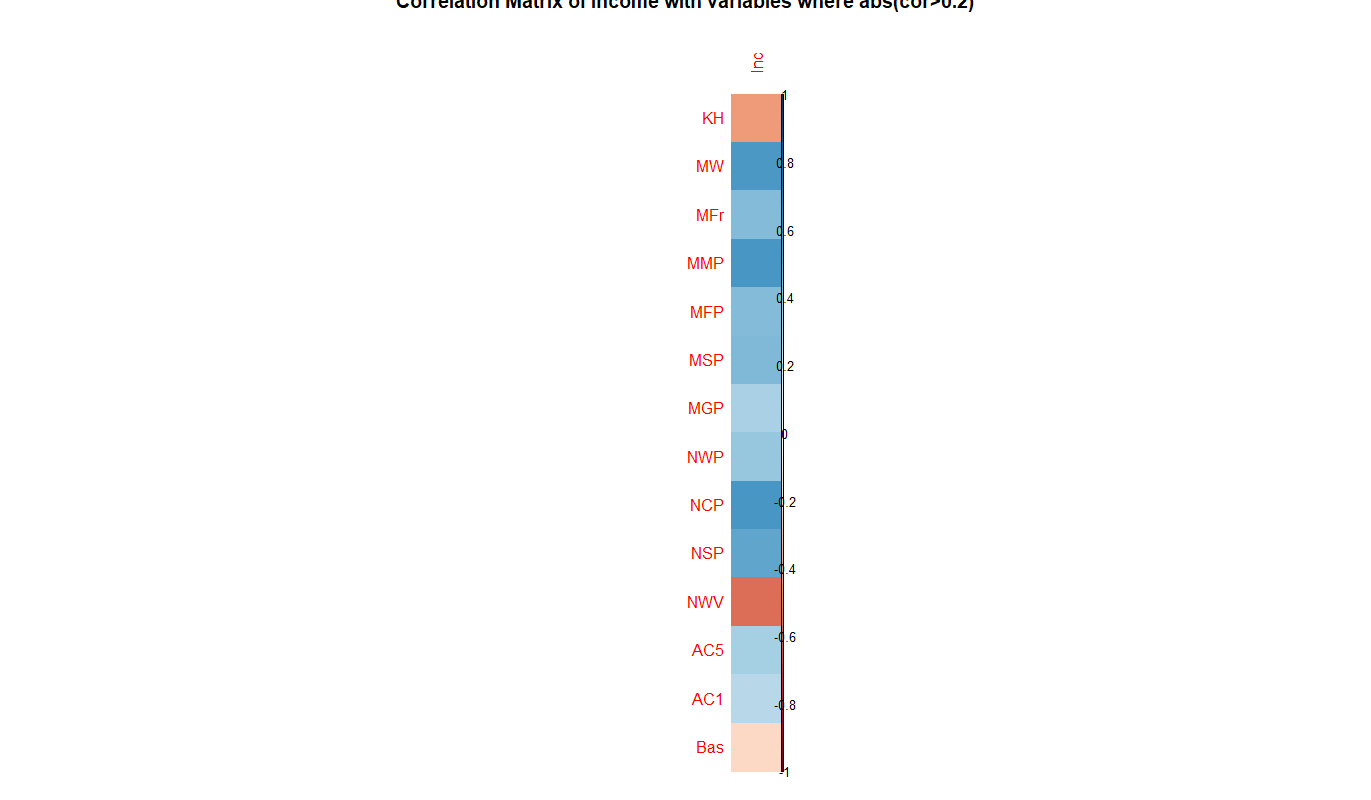 Correlation Matrix of income with variables where abs(cor>0.2)
Inc
KH
MW
MFr
MMP
MFP
MSP
MGP
NWP
NCP
NSP
NWV
AC5
AC1
Bas
1
0.8
0.6
0.4
0.2
0
-0.2
-0.4
-0.6
-0.8
-1